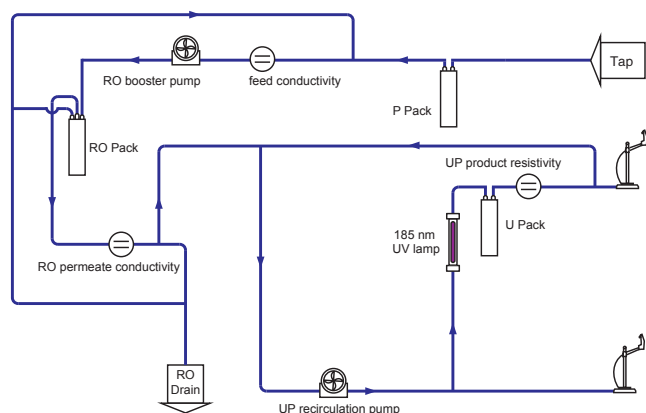 Tap
RO booster pump
feed conductivity
P Pack
RO Pack
UP product resistivity
185 nm
UV lamp
U Pack
RO permeate conductivity
RO
Drain
UP recirculation pump